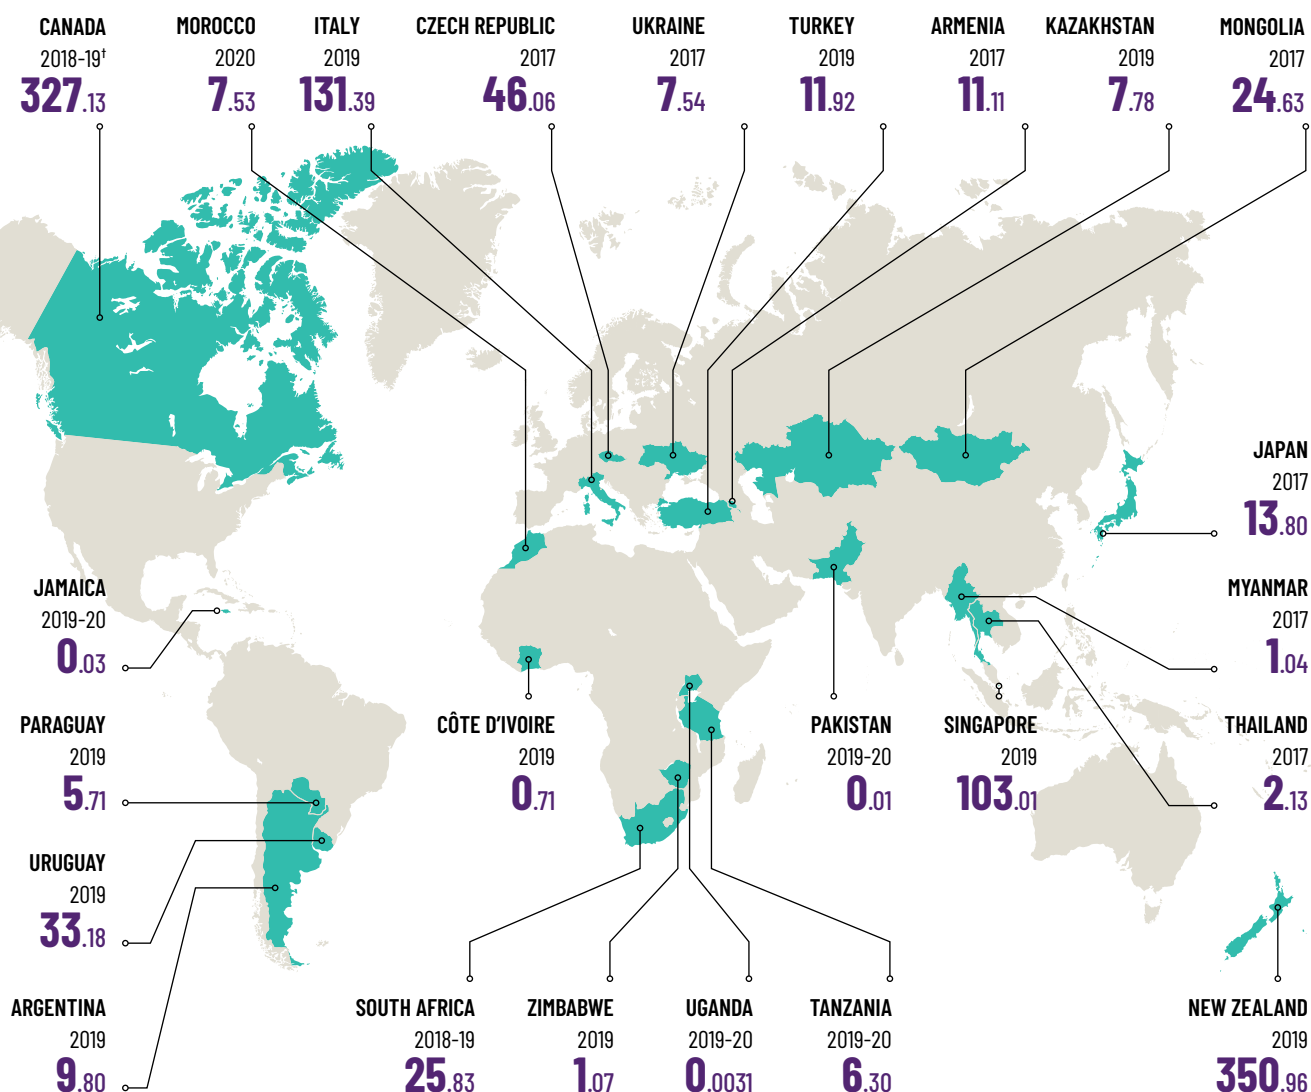 CANADA
2018-19†
327.13
MOROCCO
2020
7.53
ITALY
2019
131.39
CZECH REPUBLIC
2017
46.06
UKRAINE
2017
7.54
TURKEY
2019
11.92
ARMENIA
2017
11.11
KAZAKHSTAN
2019
7.78
MONGOLIA
2017
24.63
JAPAN
2017
13.80
JAMAICA
2019-20
0.03
MYANMAR
2017
1.04
PARAGUAY
2019
5.71
CÔTE D'IVOIRE
2019
0.71
PAKISTAN
2019-20
0.01
SINGAPORE
2019
103.01
THAILAND
2017
2.13
URUGUAY
2019
33.18
ARGENTINA
2019
9.80
SOUTH AFRICA
2018-19
25.83
ZIMBABWE
2019
1.07
UGANDA
2019-20
0.0031
TANZANIA
2019-20
6.30
NEW ZEALAND
2019
350.96